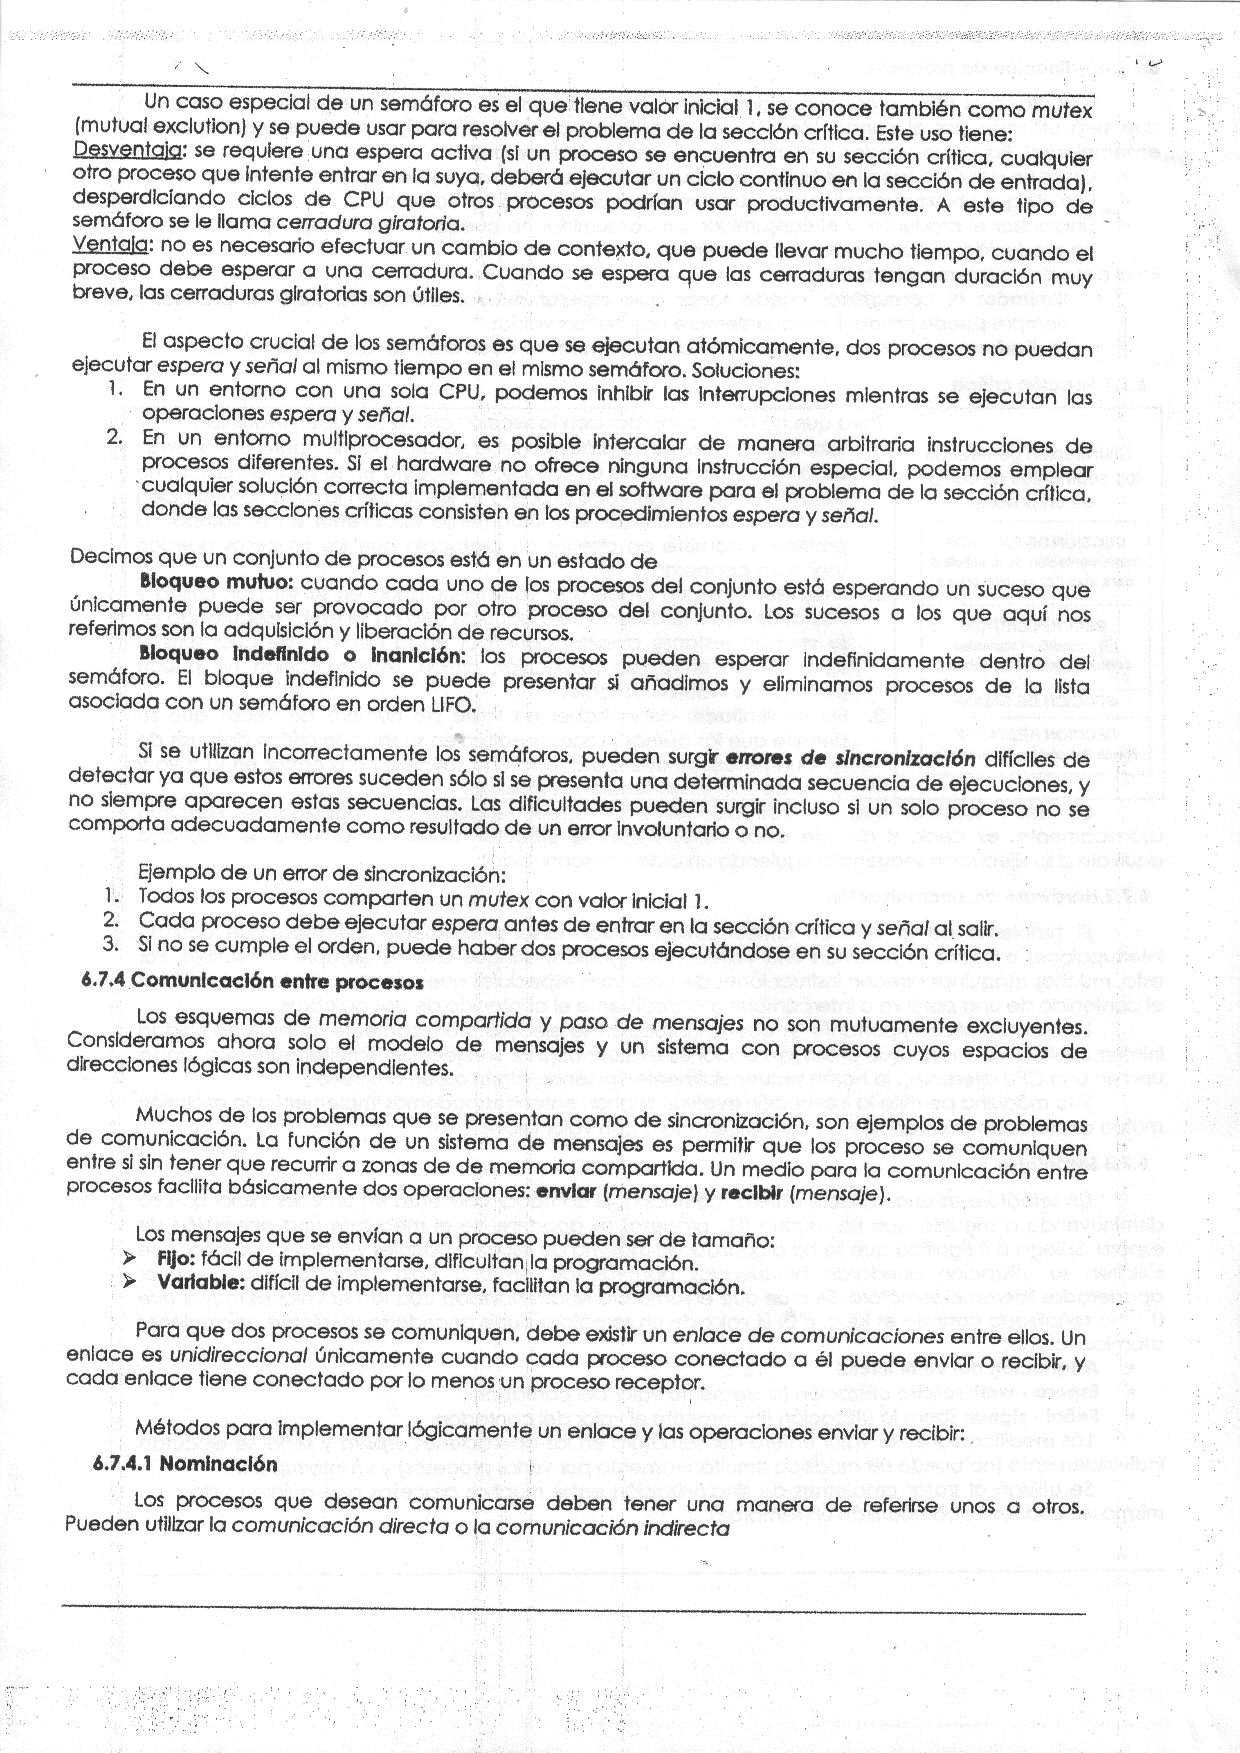 Un caso especial de un semáforo es el que tiene valor inicial 1, se conoce también como mutex
(mutual exclution) y se puede usar para resolver el problema de la sección crítica. Este uso tiene:
Desventaja: se requiere una espera activa (si un proceso se encuentra en su sección crítica, cualquier
otro proceso que intente entrar en la suya, deberá ejecutar un ciclo continuo en la sección de entrada),
desperdiciando ciclos de CPU que otros procesos podrían usar productivamente. A este tipo de
semáforo se le llama cerradura giratoria.
Ventaja: no es necesario efectuar un cambio de contexto, que puede llevar mucho tiempo, cuando el
proceso debe esperar a una cerradura. Cuando se espera que las cerraduras tengan duración muy
breve, las cerraduras giratorias son útiles.
El aspecto crucial de los semáforos es que se ejecutan atómicamente, dos procesos no puedan
ejecutar espera y señal al mismo tiempo en el mismo semáforo. Soluciones:
1. En un entorno con una sola CPU, podemos inhibir las interrupciones mientras se ejecutan las
operaciones espera y señal.
2. En un entorno multiprocesador, es posible intercalar de manera arbitraria instrucciones de
procesos diferentes. Si el hardware no ofrece ninguna instrucción especial, podemos emplear
cualquier solución correcta implementada en el software para el problema de la sección crítica,
donde las secciones críticas consisten en los procedimientos espera y señal.
Decimos que un conjunto de procesos está en un estado de
Bloqueo mutuo: cuando cada uno de los procesos del conjunto está esperando un suceso que
únicamente puede ser provocado por otro proceso del conjunto. Los sucesos a los que aquí nos
referimos son la adquisición y liberación de recursos.
Bloqueo indefinido o inanición: los procesos pueden esperar indefinidamente dentro del
semáforo. El bloque indefinido se puede presentar si añadimos y eliminamos procesos de la lista
asociada con un semáforo en orden LIFO.
Si se utilizan incorrectamente los semáforos, pueden surgir errores de sincronización difíciles de
detectar ya que estos errores suceden sólo si se presenta una determinada secuencia de ejecuciones, y
no siempre aparecen estas secuencias. Las dificultades pueden surgir incluso si un solo proceso no se
comporta adecuadamente como resultado de un error involuntario o no.
Ejemplo de un error de sincronización:
1. Todos los procesos comparten un mutex con valor inicial 1.
2. Cada proceso debe ejecutar espera antes de entrar en la sección crítica y señal al salir.
3. Si no se cumple el orden, puede haber dos procesos ejecutándose en su sección crítica.
6.7.4 Comunicación entre procesos
Los esquemas de memoria compartida y paso de mensajes no son mutuamente excluyentes.
Consideramos ahora solo el modelo de mensajes y un sistema con procesos cuyos espacios de
direcciones lógicas son independientes.
Muchos de los problemas que se presentan como de sincronización, son ejemplos de problemas
de comunicación. La función de un sistema de mensajes es permitir que los proceso se comuniquen
entre si sin tener que recurrir a zonas de de memoria compartida. Un medio para la comunicación entre
procesos facilita básicamente dos operaciones: enviar (mensaje) y recibir (mensaje).
Los mensajes que se envían a un proceso pueden ser de tamaño:
➢ Fijo: fácil de implementarse, dificultan la programación.
➢ Variable: difícil de implementarse, facilitan la programación.
Para que dos procesos se comuniquen, debe existir un enlace de comunicaciones entre ellos. Un
enlace es unidireccional únicamente cuando cada proceso conectado a él puede enviar o recibir, y
cada enlace tiene conectado por lo menos un proceso receptor.
Métodos para implementar lógicamente un enlace y las operaciones enviar y recibir:
6.7.4.1 Nominación
Los procesos que desean comunicarse deben tener una manera de referirse unos a otros.
Pueden utilizar la comunicación directa o la comunicación indirecta